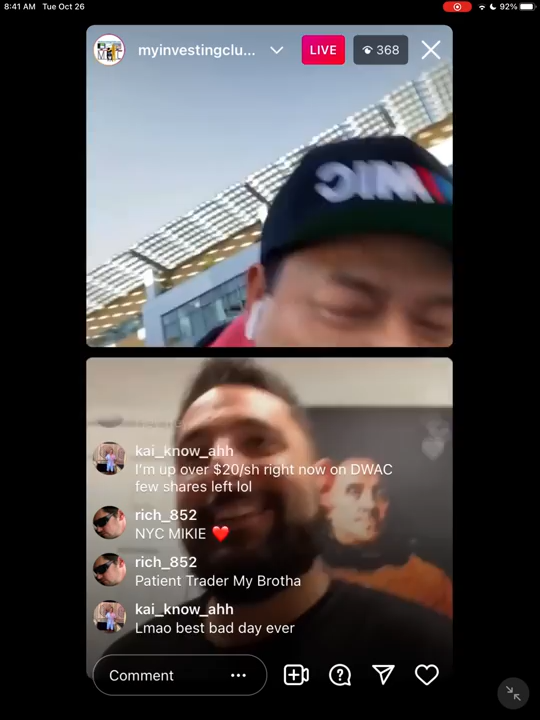 8:41 AM Tue Oct 26
92%
myinvestingclu...
LIVE
368
MIC
kai_know_ahh
I'm up over $20/sh right now on DWAC
few shares left lol
rich_852
NYC MIKIE ❤️
rich_852
Patient Trader My Brotha
kai_know_ahh
Lmao best bad day ever
Comment